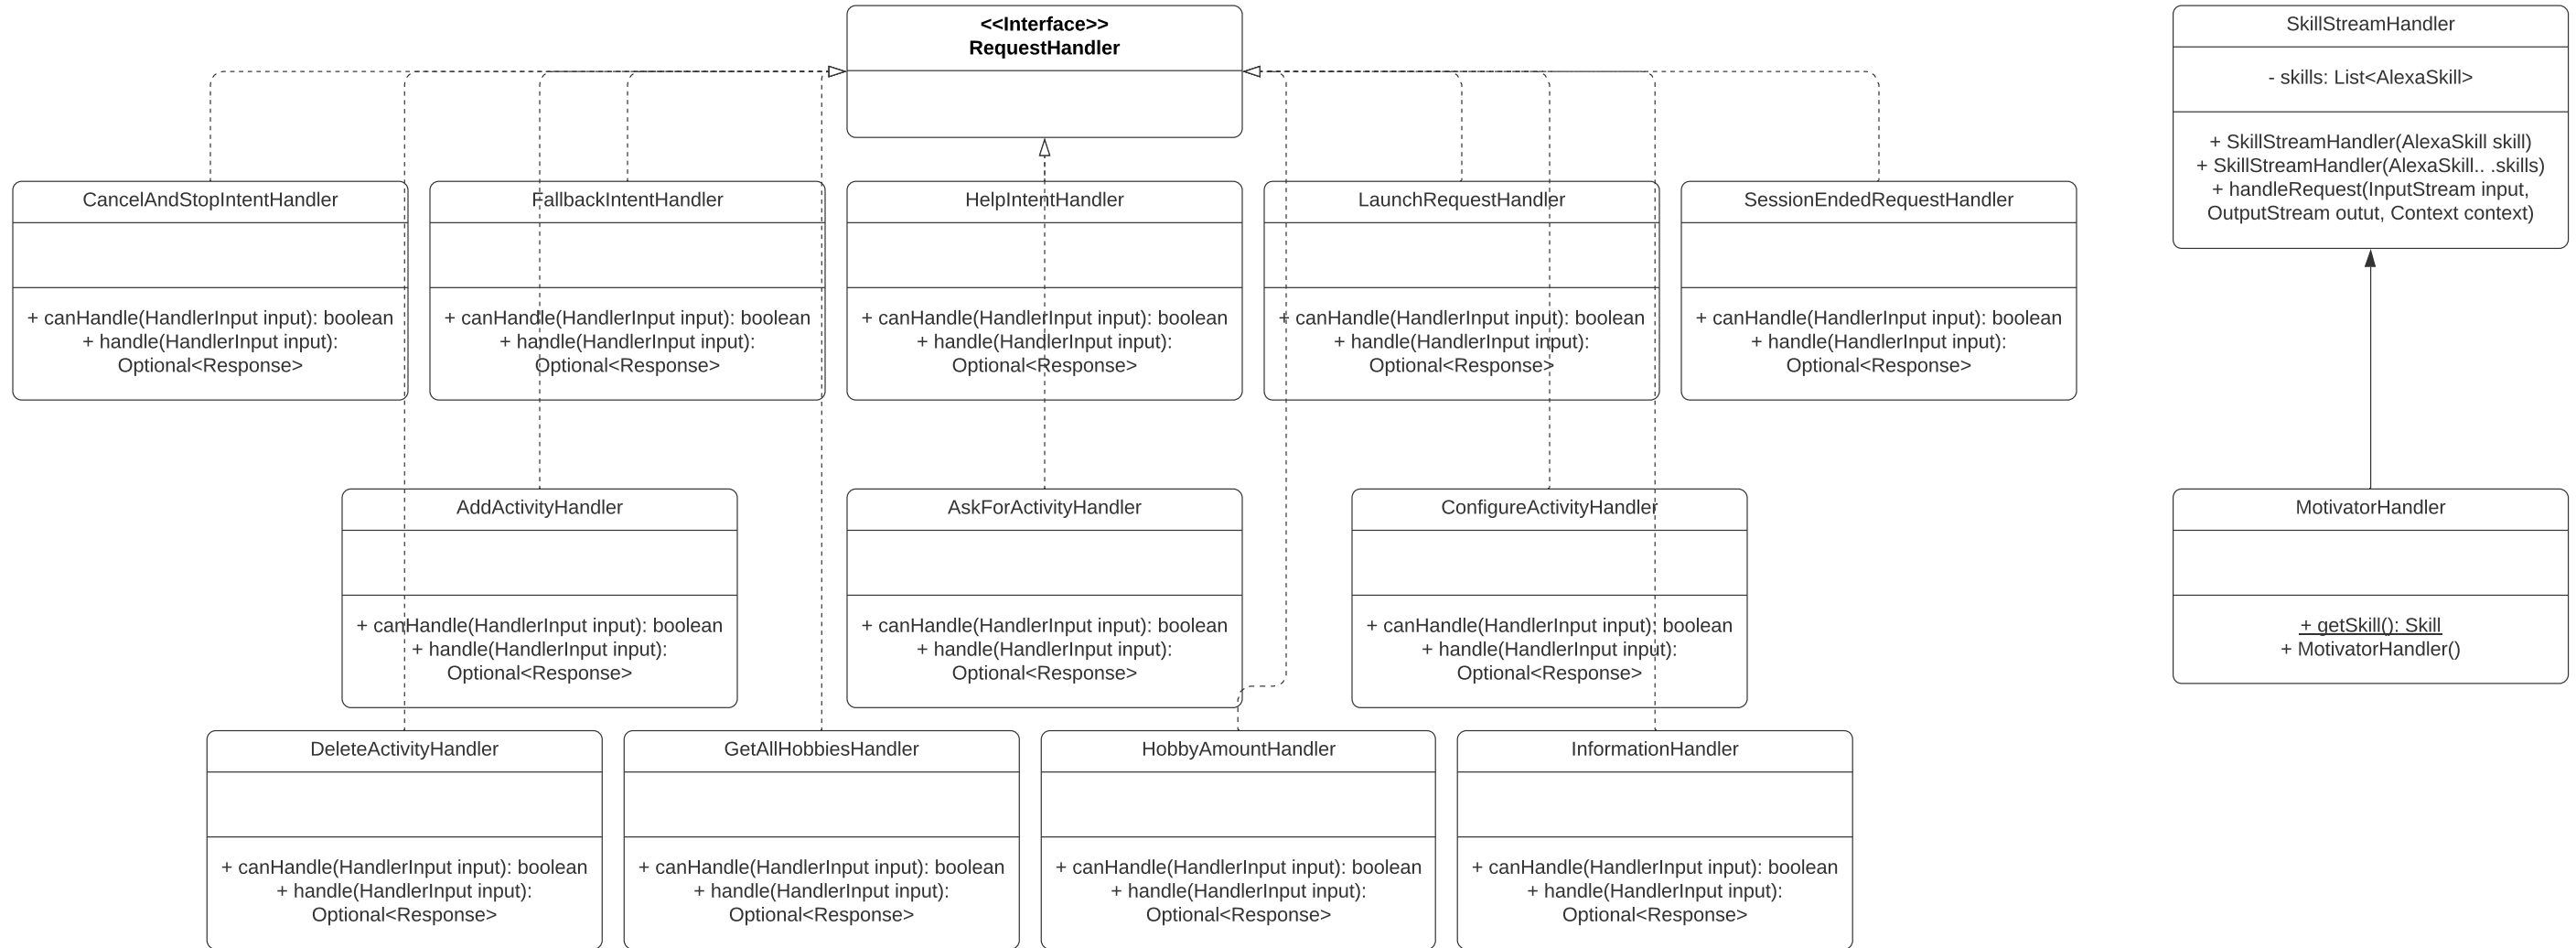 <<Interface>>
RequestHandler
SkillStreamHandler
- skills: List<AlexaSkill>
+ SkillStreamHandler(AlexaSkill skill)
+ SkillStreamHandler(AlexaSkill.. .skills)
+ handleRequest(InputStream input,
OutputStream outut, Context context)
CancelAndStopIntentHandler
+ canHandle(HandlerInput input): boolean
+ handle(HandlerInput input):
Optional<Response>
FallbackIntentHandler
+ canHandle(HandlerInput input): boolean
+ handle(HandlerInput input):
Optional<Response>
HelpIntentHandler
+ canHandle(HandlerInput input): boolean
+ handle(HandlerInput input):
Optional<Response>
LaunchRequestHandler
+ canHandle(HandlerInput input): boolean
+ handle(HandlerInput input):
Optional<Response>
SessionEndedRequestHandler
+ canHandle(HandlerInput input): boolean
+ handle(HandlerInput input):
Optional<Response>
AddActivityHandler
+ canHandle(HandlerInput input): boolean
+ handle(HandlerInput input):
Optional<Response>
AskForActivityHandler
+ canHandle(HandlerInput input): boolean
+ handle(HandlerInput input):
Optional<Response>
ConfigureActivityHandler
+ canHandle(HandlerInput input): boolean
+ handle(HandlerInput input):
Optional<Response>
MotivatorHandler
+ getSkill(): Skill
+ MotivatorHandler()
DeleteActivityHandler
+ canHandle(HandlerInput input): boolean
+ handle(HandlerInput input):
Optional<Response>
GetAllHobbiesHandler
+ canHandle(HandlerInput input): boolean
+ handle(HandlerInput input):
Optional<Response>
HobbyAmountHandler
+ canHandle(HandlerInput input): boolean
+ handle(HandlerInput input):
Optional<Response>
InformationHandler
+ canHandle(HandlerInput input): boolean
+ handle(HandlerInput input):
Optional<Response>